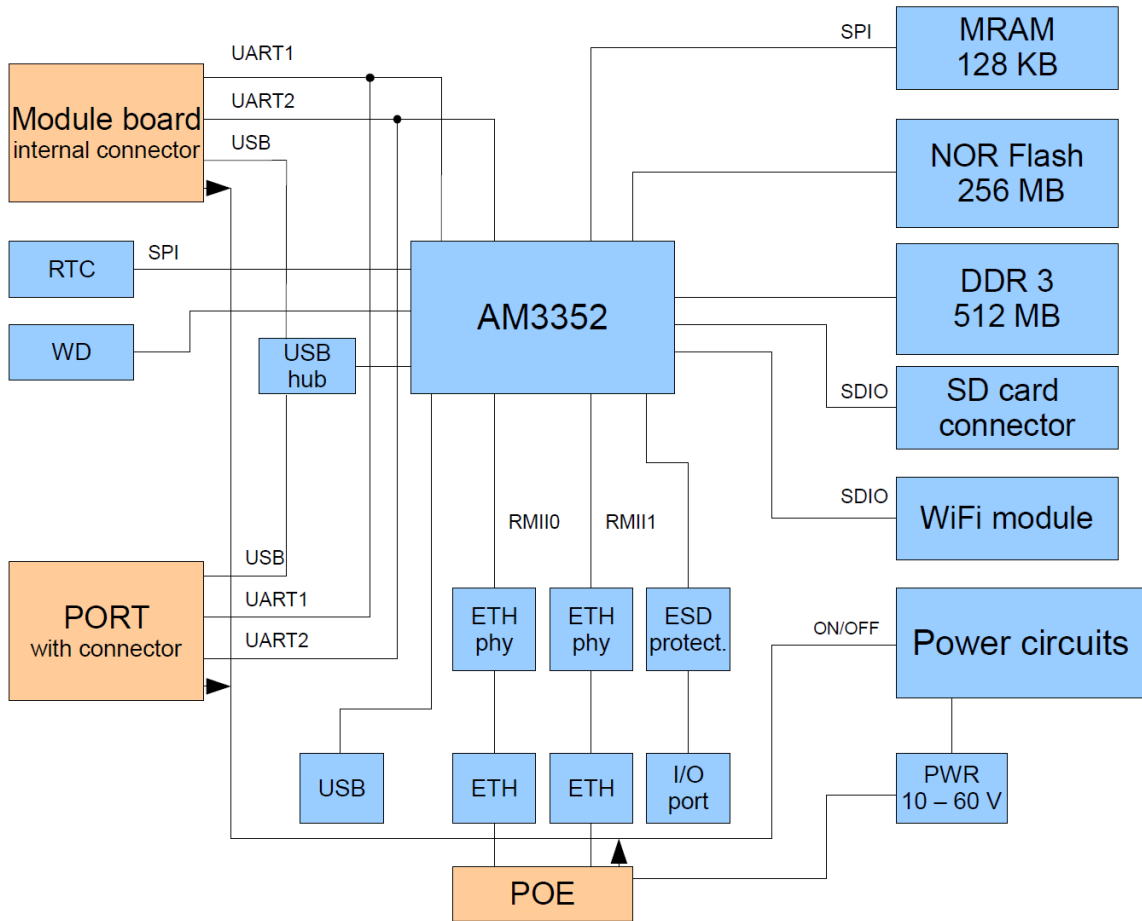 SPI
MRAM
128 KB
UART1
Module board
internal connector
UART2
USB
NOR Flash
256 MB
RTC
SPI
WD
AM3352
DDR 3
512 MB
USB
hub
SDIO
SD card
connector
SDIO
WiFi module
RMII0
RMII1
USB
PORT
with connector
UART1
UART2
ETH
phy
ETH
phy
ESD
protect.
ON/OFF
Power circuits
USB
ETH
ETH
I/O
port
PWR
10 – 60 V
POE